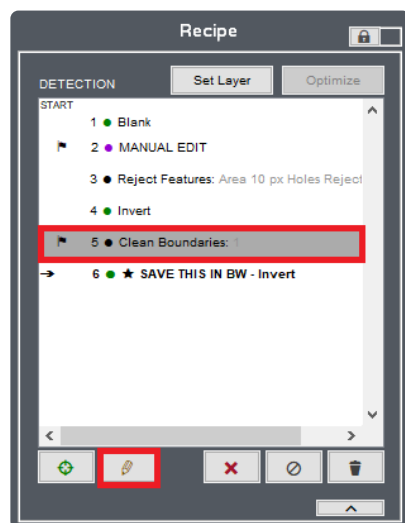 Recipe
DETECTION Set Layer Optimize
START
1 Blank
2 MANUAL EDIT
3 Reject Features: Area 10 px Holes Reject
4 Invert
5 Clean Boundaries: 1
6 ★ SAVE THIS IN BW - Invert